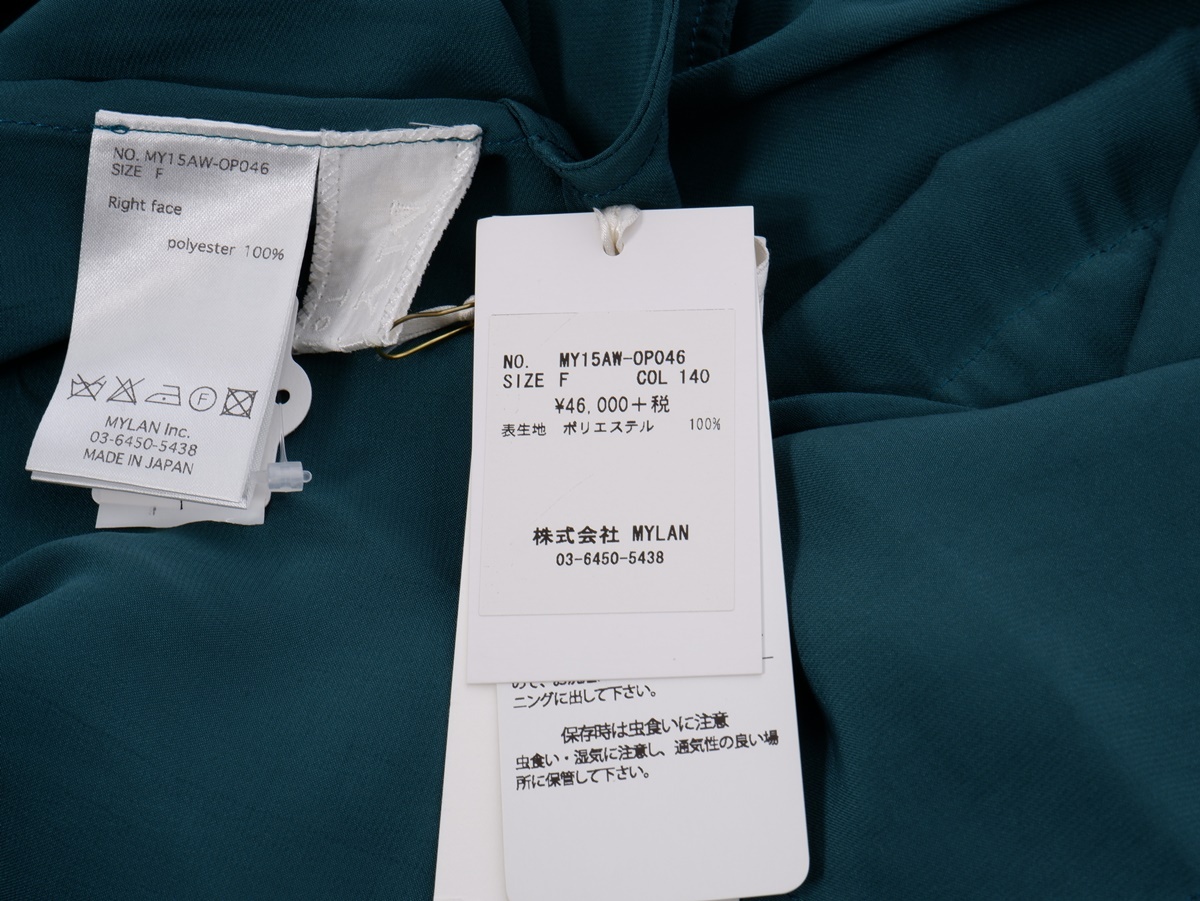 NO. MY15AW-OP046
SIZE F
Right face
polyester 100%
F
MYLAN Inc.
03-6450-5438
MADE IN JAPAN
NO. MY15AW-OP046
SIZE F COL 140
¥46,000+税
表生地 ポリエステル 100%
株式会社 MYLAN
03-6450-5438
ニングに出して下さい。
保存時は虫食いに注意
虫食い・湿気に注意し、通気性の良い場
所に保管して下さい。